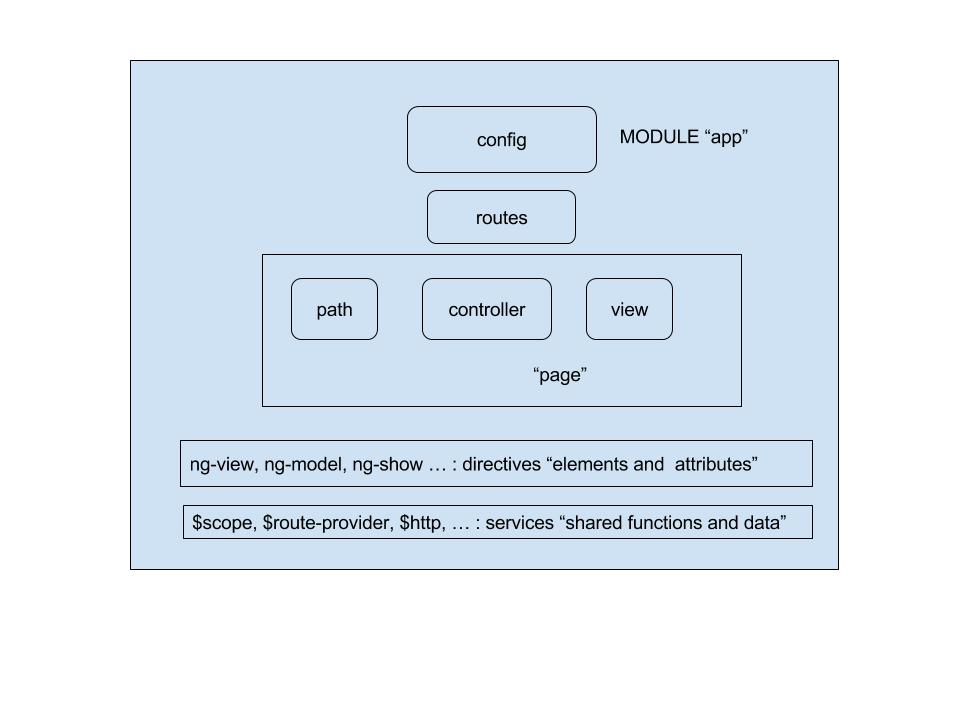 config
MODULE “app”
routes
path
controller
view
“page”
ng-view, ng-model, ng-show … : directives “elements and  attributes”
$scope, $route-provider, $http, … : services “shared functions and data”